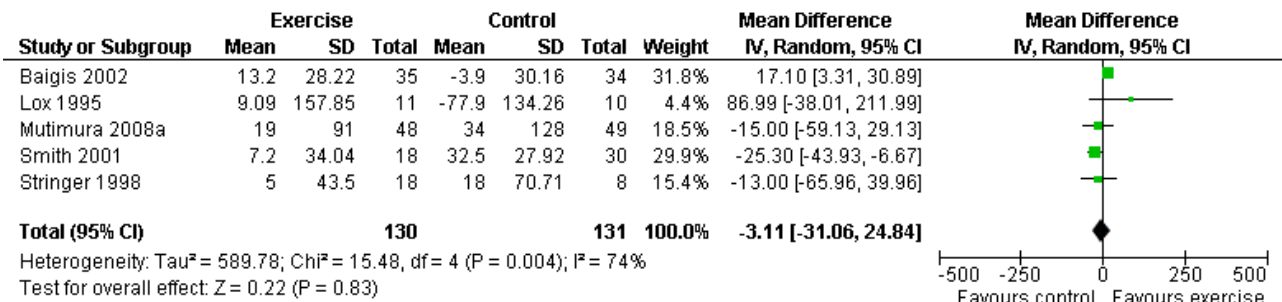 Exercise Control Mean Difference Mean Difference
Study or Subgroup Mean SD Total Mean SD Total Weight IV, Random, 95% CI IV, Random, 95% CI
Baigis 2002 13.2 28.22 35 -3.9 30.16 34 31.8% 17.10 [3.31, 30.89]
Lox 1995 9.09 157.85 11 -77.9 134.26 10 4.4% 86.99 [-38.01, 211.99]
Mutimura 2008a 19 91 48 34 128 49 18.5% -15.00 [-59.13, 29.13]
Smith 2001 7.2 34.04 18 32.5 27.92 30 29.9% -25.30 [-43.93, -6.67]
Stringer 1998 5 43.5 18 18 70.71 8 15.4% -13.00 [-65.96, 39.96]
Total (95% CI) 130 131 100.0% -3.11 [-31.06, 24.84]
Heterogeneity: Tau² = 589.78; Chi² = 15.48, df = 4 (P = 0.004); I² = 74%
Test for overall effect: Z = 0.22 (P = 0.83)
-500 -250 0 250 500
Favours control Favours exercise